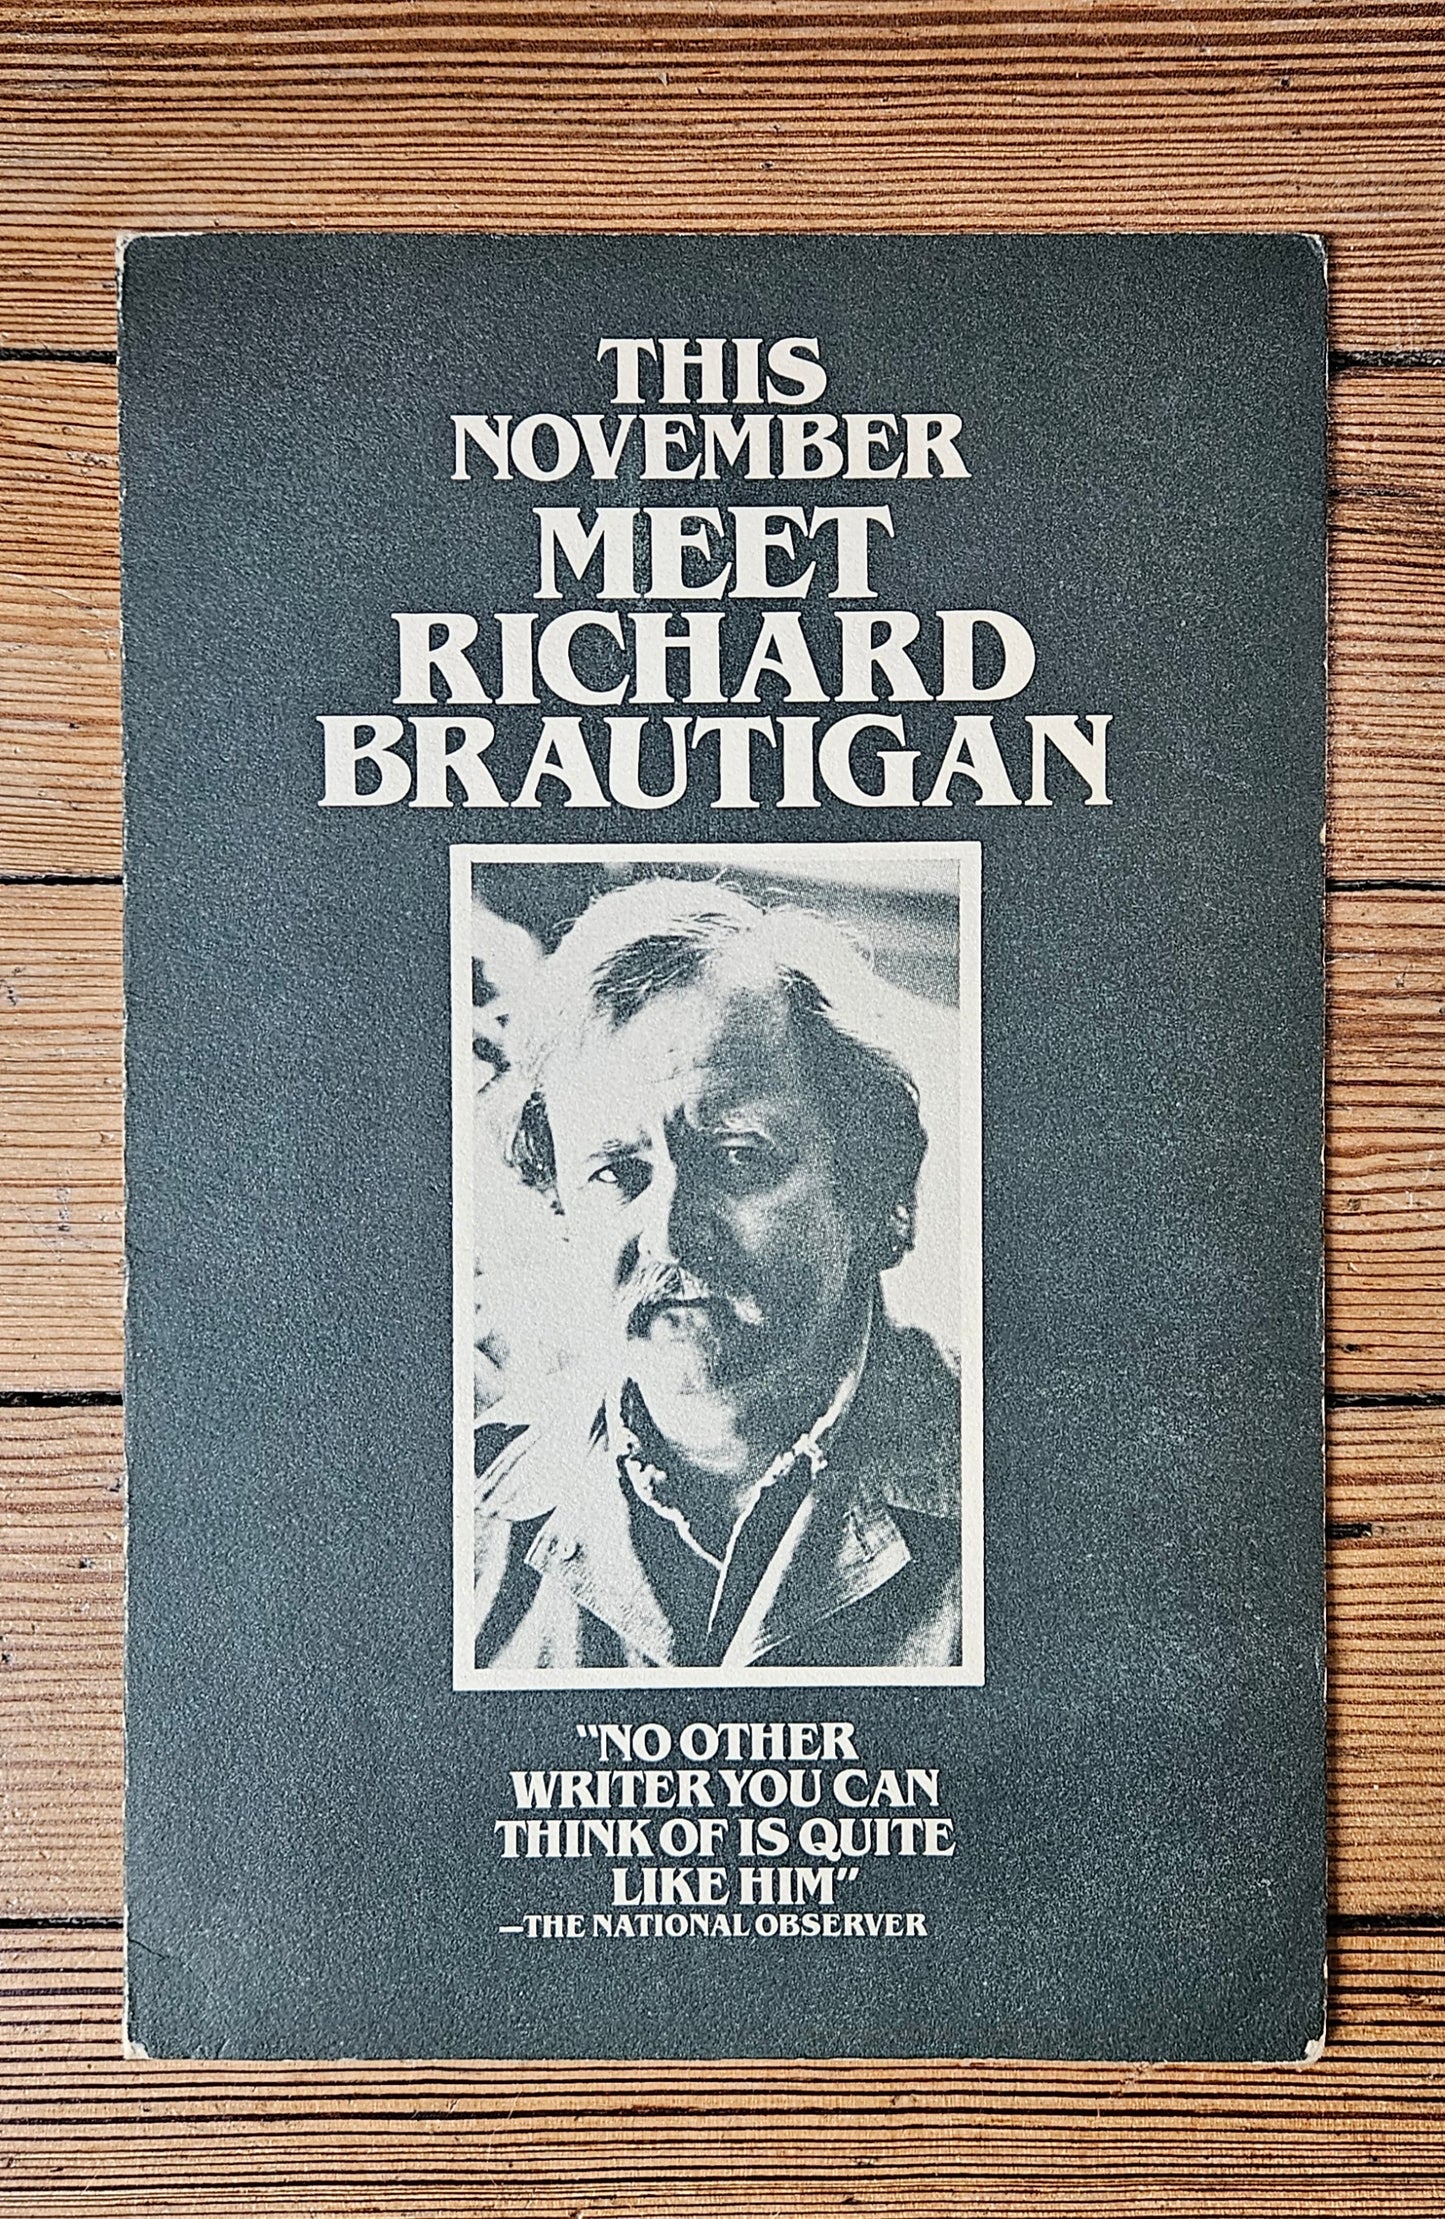 THIS
NOVEMBER
MEET
RICHARD
BRAUTIGAN
"NO OTHER
WRITER YOU CAN
THINK OF IS QUITE
LIKE HIM"
—THE NATIONAL OBSERVER